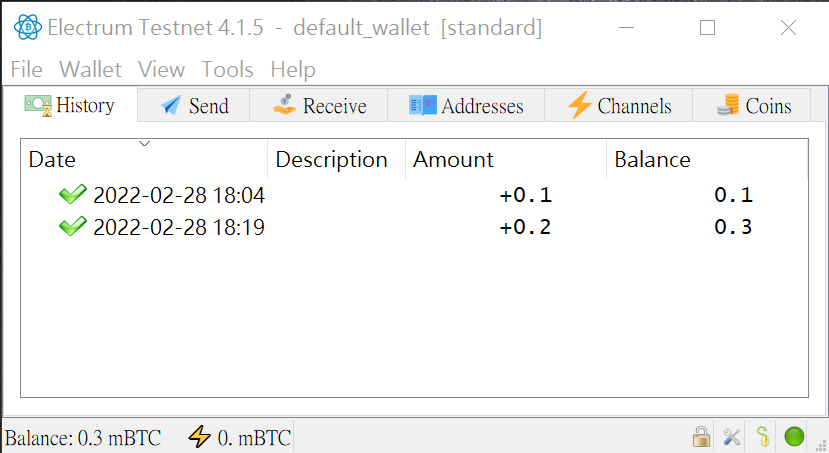 Electrum Testnet 4.1.5 - default_wallet [standard]
File Wallet View Tools Help
History Send Receive Addresses Channels Coins
Date Description Amount Balance
2022-02-28 18:04 +0.1 0.1
2022-02-28 18:19 +0.2 0.3
Balance: 0.3 mBTC 0. mBTC